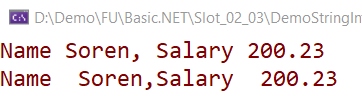 D:\Demo\FU\Basic.NET\Slot_02_03\DemoStringIn
Name Soren, Salary 200.23
Name  Soren,Salary  200.23